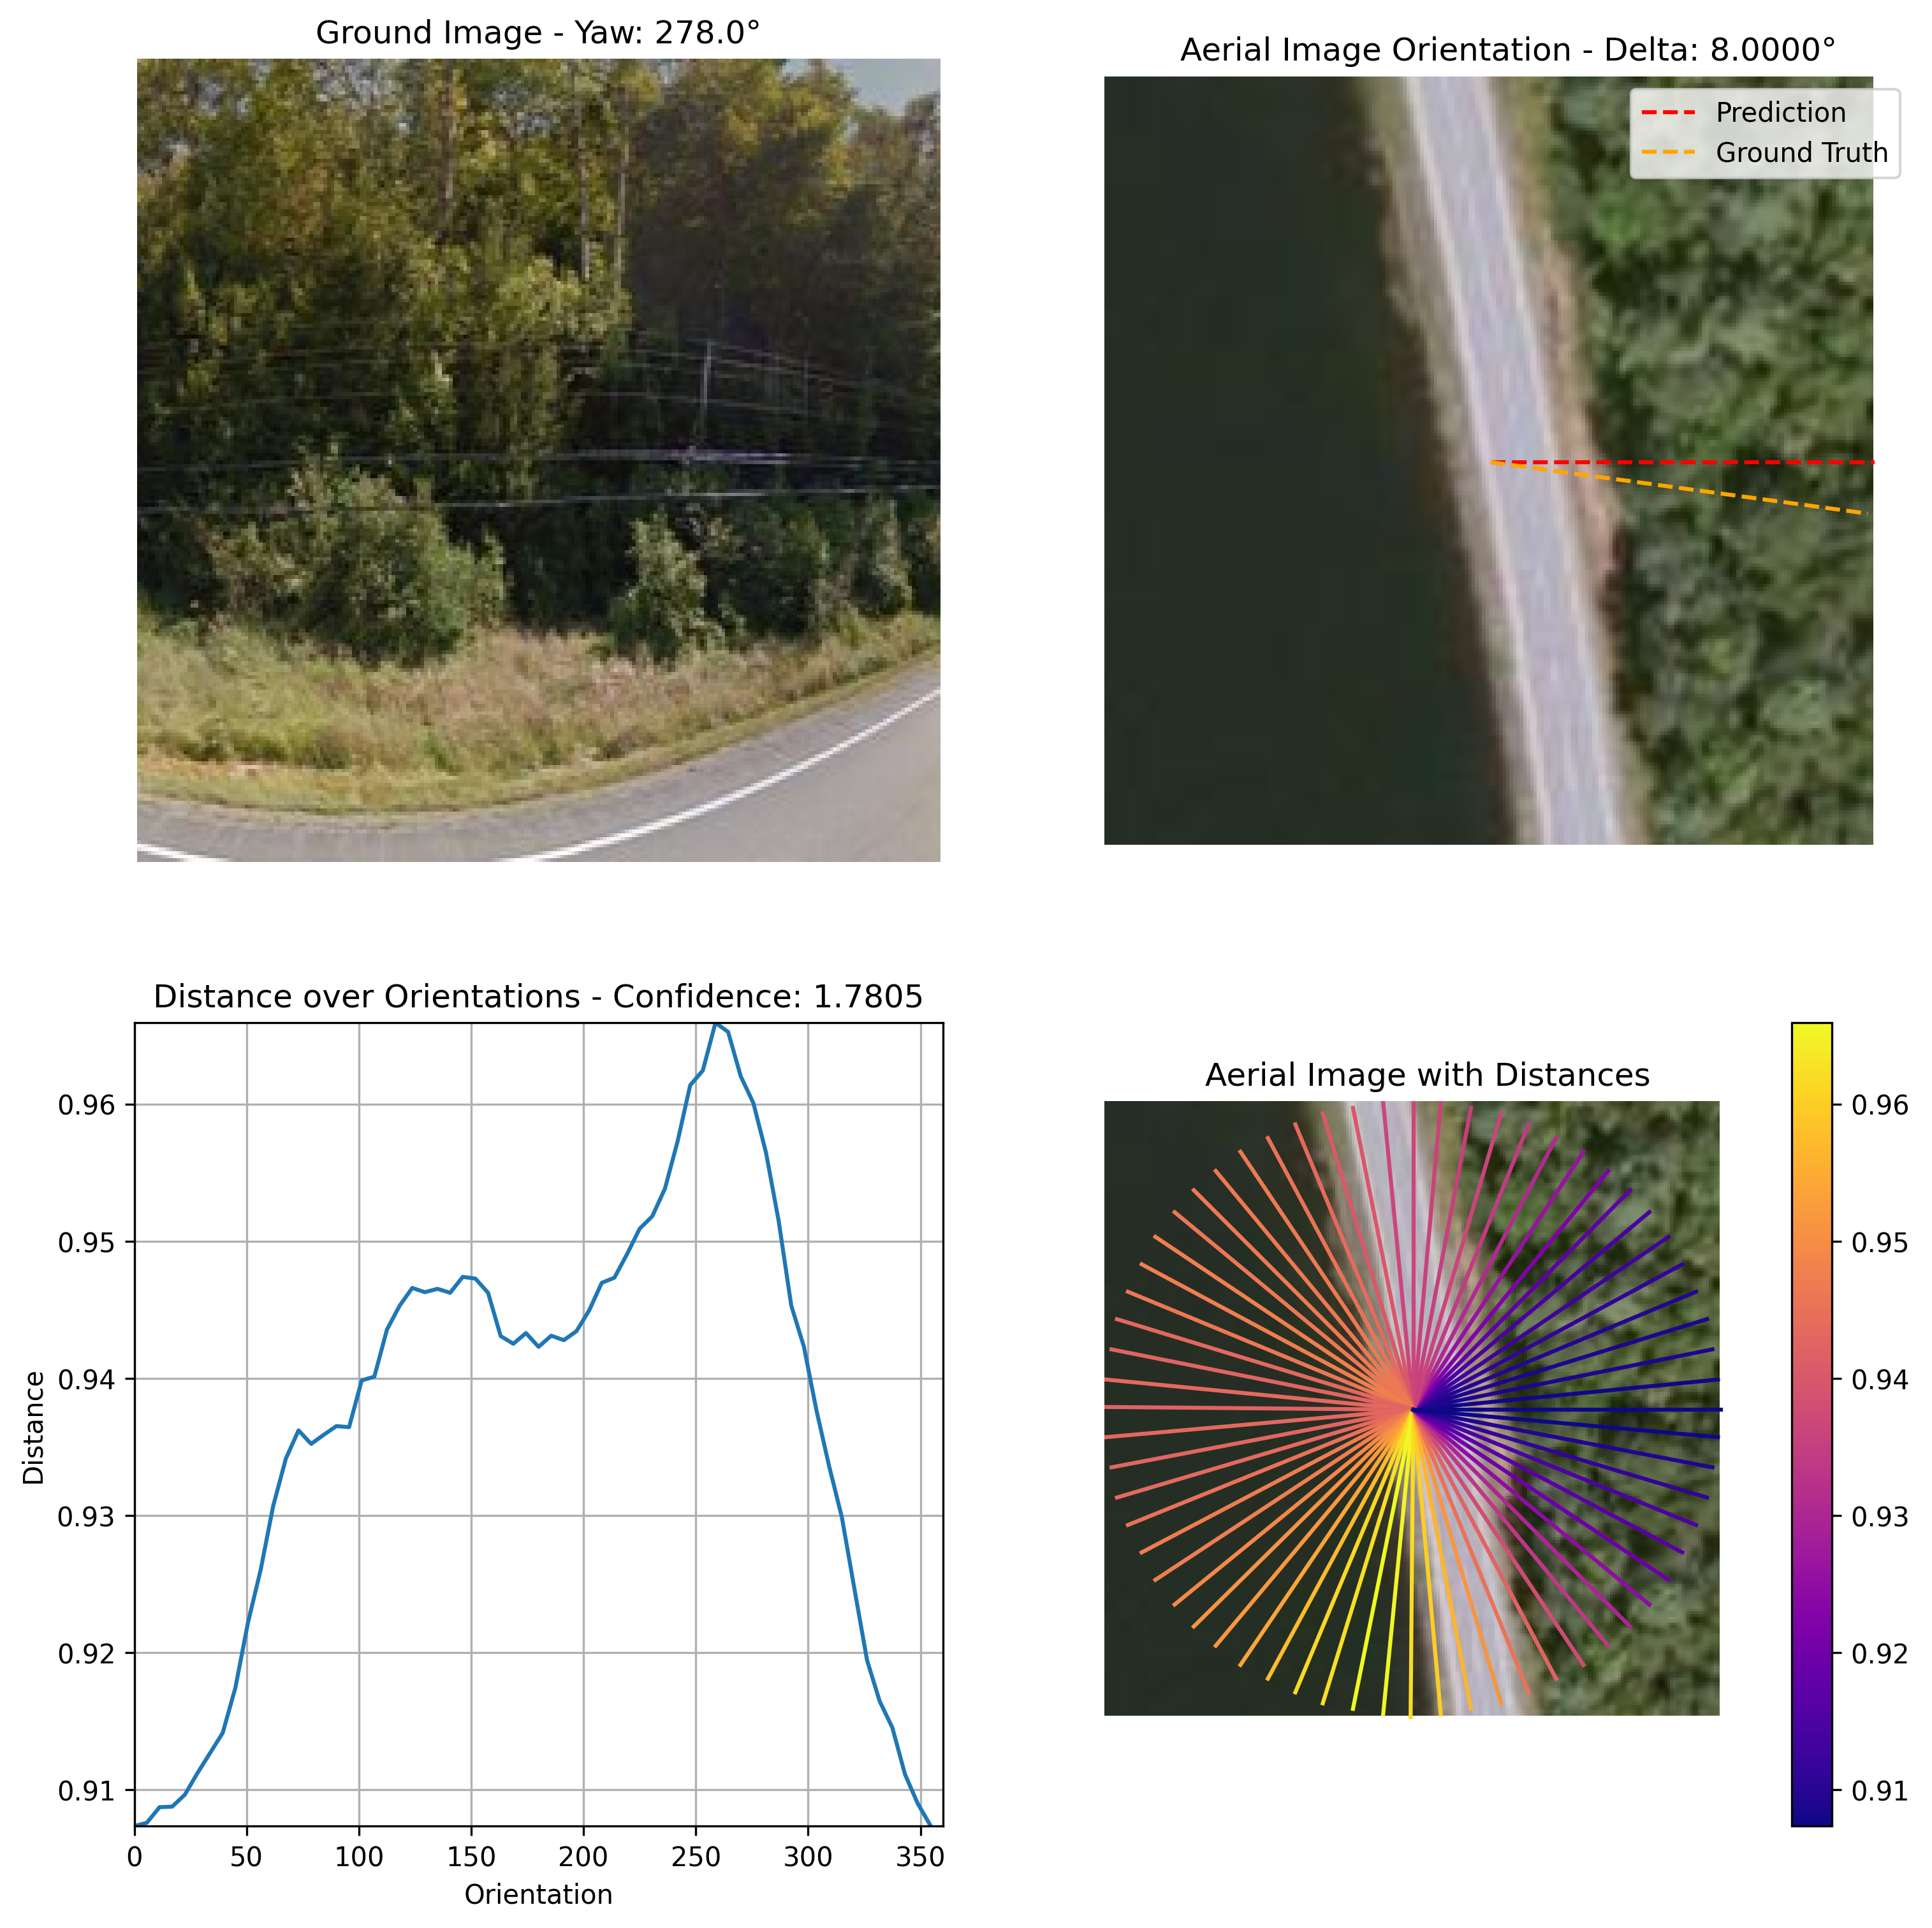 Ground Image - Yaw: 278.0°
Aerial Image Orientation - Delta: 8.0000°
Prediction
Ground Truth
Distance over Orientations - Confidence: 1.7805
0.96
0.95
0.94
0.93
0.92
0.91
Distance
0
50
100
150
200
250
300
350
Orientation
Aerial Image with Distances
0.96
0.95
0.94
0.93
0.92
0.91